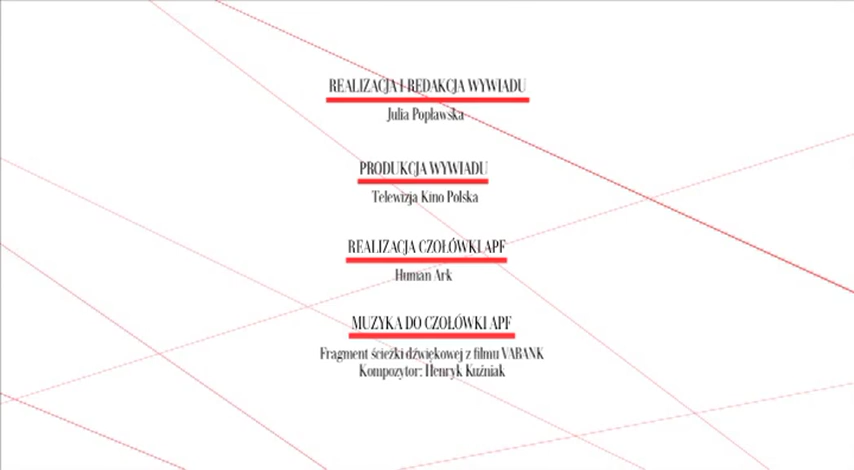 REALIZACJA I REDAKCJA WYWIADU
Julia Popławska
PRODUKCJA WYWIADU
Telewizja Kino Polska
REALIZACJA CZOŁÓWKI APF
Human Ark
MUZYKA DO CZOŁÓWKI APF
Fragment ścieżki dźwiękowej z filmu VABANK
Kompozytor: Henryk Kuźniak